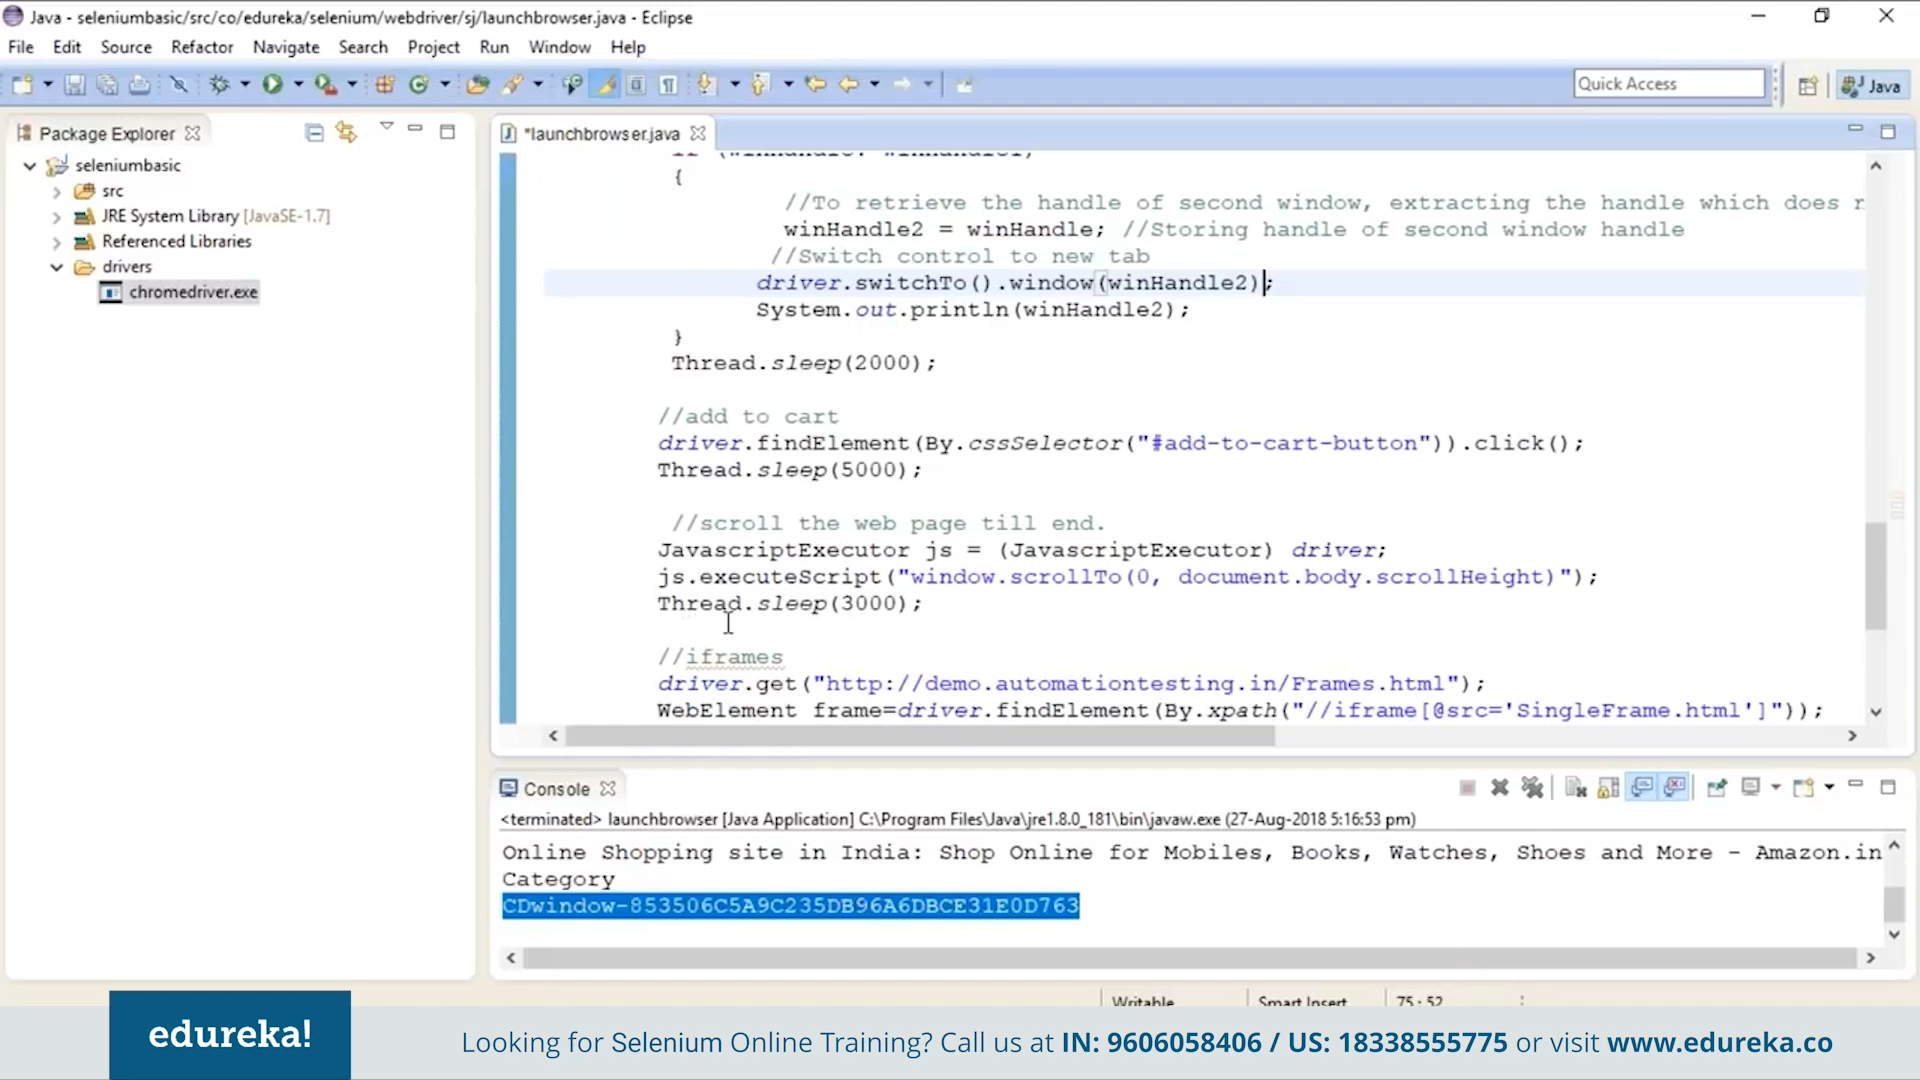 Java - seleniumbasic/src/co/edureka/selenium/webdriver/sj/launchbrowser.java - Eclipse
File Edit Source Refactor Navigate Search Project Run Window Help
Quick Access
Java
Package Explorer
seleniumbasic
src
JRE System Library [JavaSE-1.7]
Referenced Libraries
drivers
chromedriver.exe
*launchbrowser.java
{
//To retrieve the handle of second window, extracting the handle which does
winHandle2 = winHandle; //Storing handle of second window handle
//Switch control to new tab
driver.switchTo().window(winHandle2);
System.out.println(winHandle2);
}
Thread.sleep(2000);
//add to cart
driver.findElement(By.cssSelector("#add-to-cart-button")).click();
Thread.sleep(5000);
//scroll the web page till end.
JavascriptExecutor js = (JavascriptExecutor) driver;
js.executeScript("window.scrollTo(0, document.body.scrollHeight)");
Thread.sleep(3000);
//iframes
driver.get("http://demo.automationtesting.in/Frames.html");
WebElement frame=driver.findElement(By.xpath("//iframe[@src='SingleFrame.html']"));
Console
<terminated> launchbrowser [Java Application] C:\Program Files\Java\jre1.8.0_181\bin\javaw.exe (27-Aug-2018 5:16:53 pm)
Online Shopping site in India: Shop Online for Mobiles, Books, Watches, Shoes and More - Amazon.in
Category
CDwindow-853506C5A9C235DB96A6DBCE31E0D763
Writable Smart Insert 75 : 52
edureka!
Looking for Selenium Online Training? Call us at IN: 9606058406 / US: 18338555775 or visit www.edureka.co